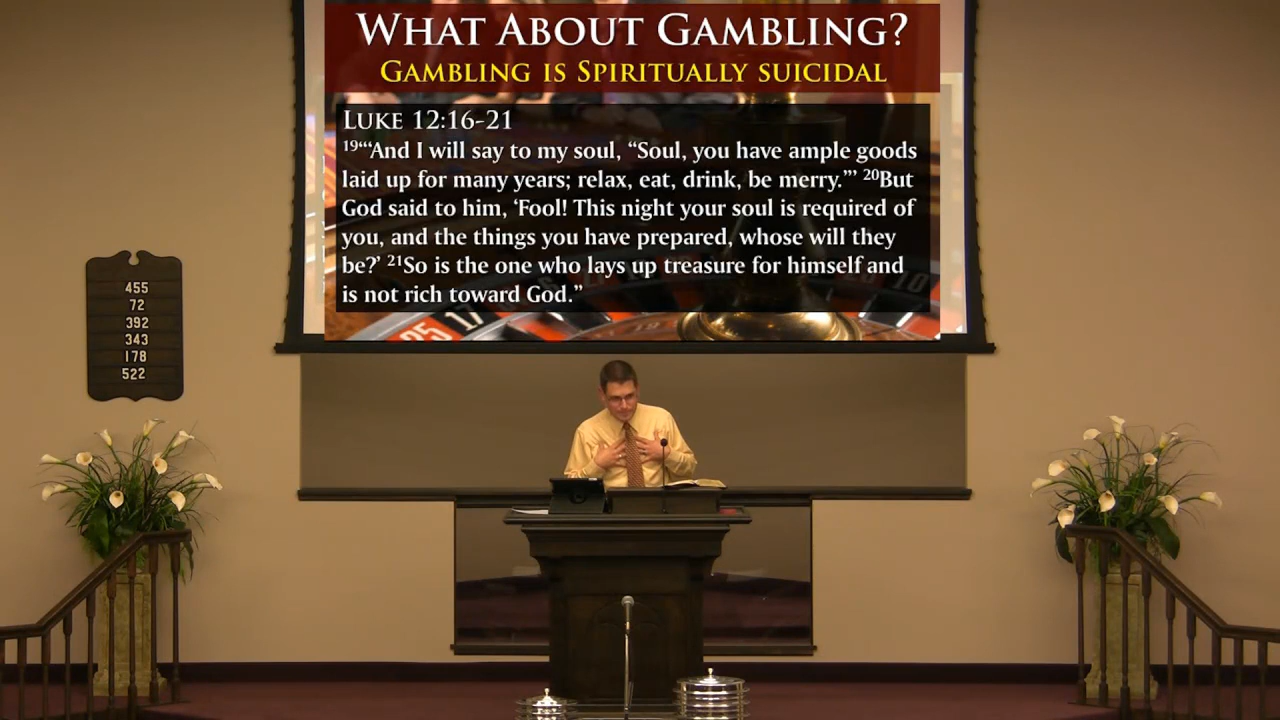 WHAT ABOUT GAMBLING?
GAMBLING IS SPIRITUALLY SUICIDAL
LUKE 12:16-21
19“‘And I will say to my soul, “Soul, you have ample goods
laid up for many years; relax, eat, drink, be merry.”’ 20But
God said to him, ‘Fool! This night your soul is required of
you, and the things you have prepared, whose will they
be?’ 21So is the one who lays up treasure for himself and
is not rich toward God.”
25 17 19 10
455
72
392
343
178
522